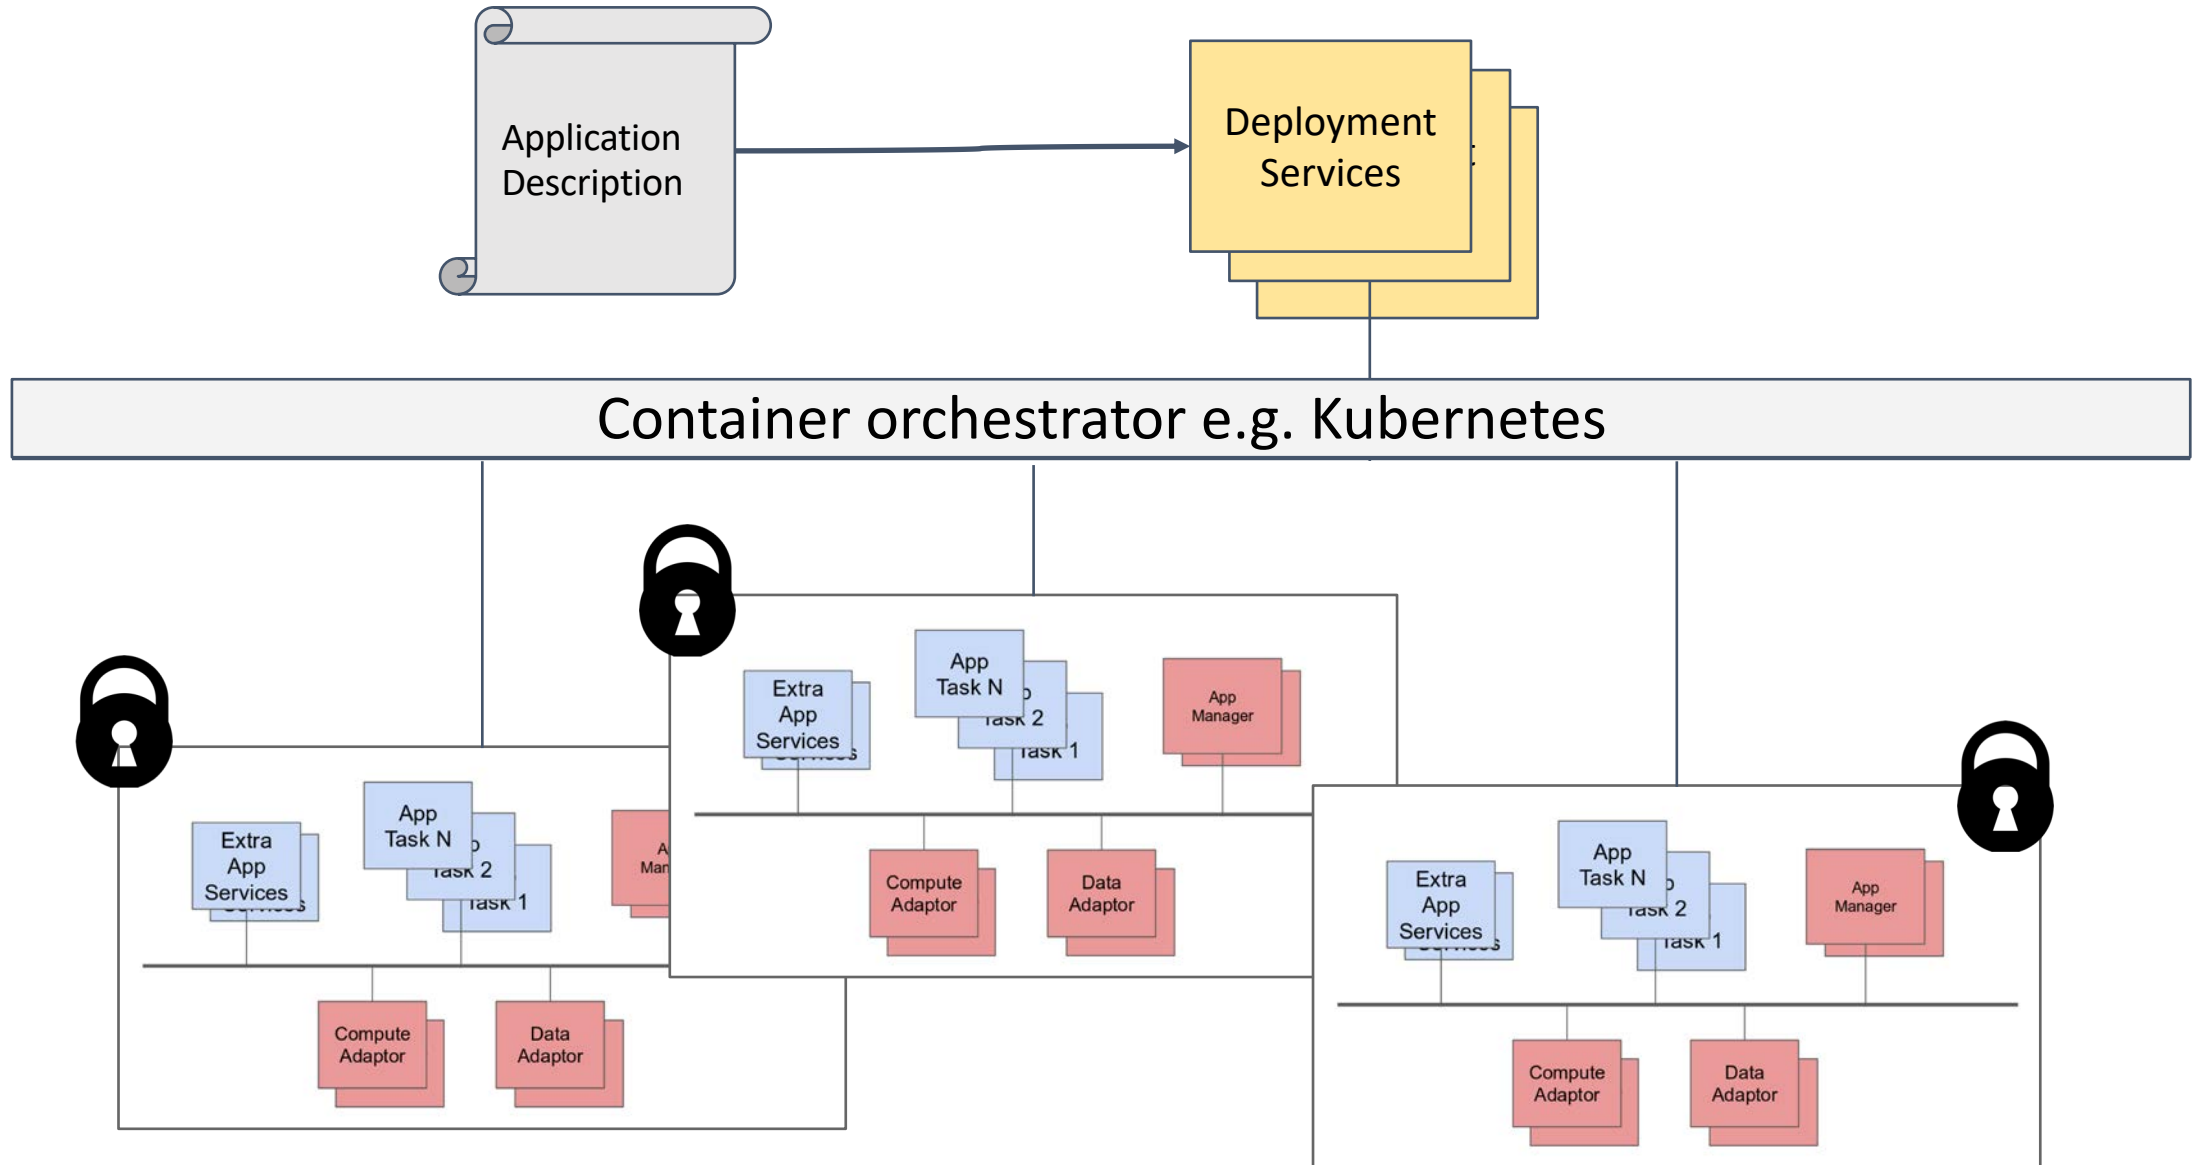 Application
Description
Deployment
Services
Container orchestrator e.g. Kubernetes
Extra
App
Services
App
Task N
Task 2
Task 1
App
Manager
Compute
Adaptor
Data
Adaptor
Extra
App
Services
App
Task N
Task 2
Task 1
Compute
Adaptor
Data
Adaptor
Extra
App
Services
App
Task N
Task 2
Task 1
App
Manager
Compute
Adaptor
Data
Adaptor